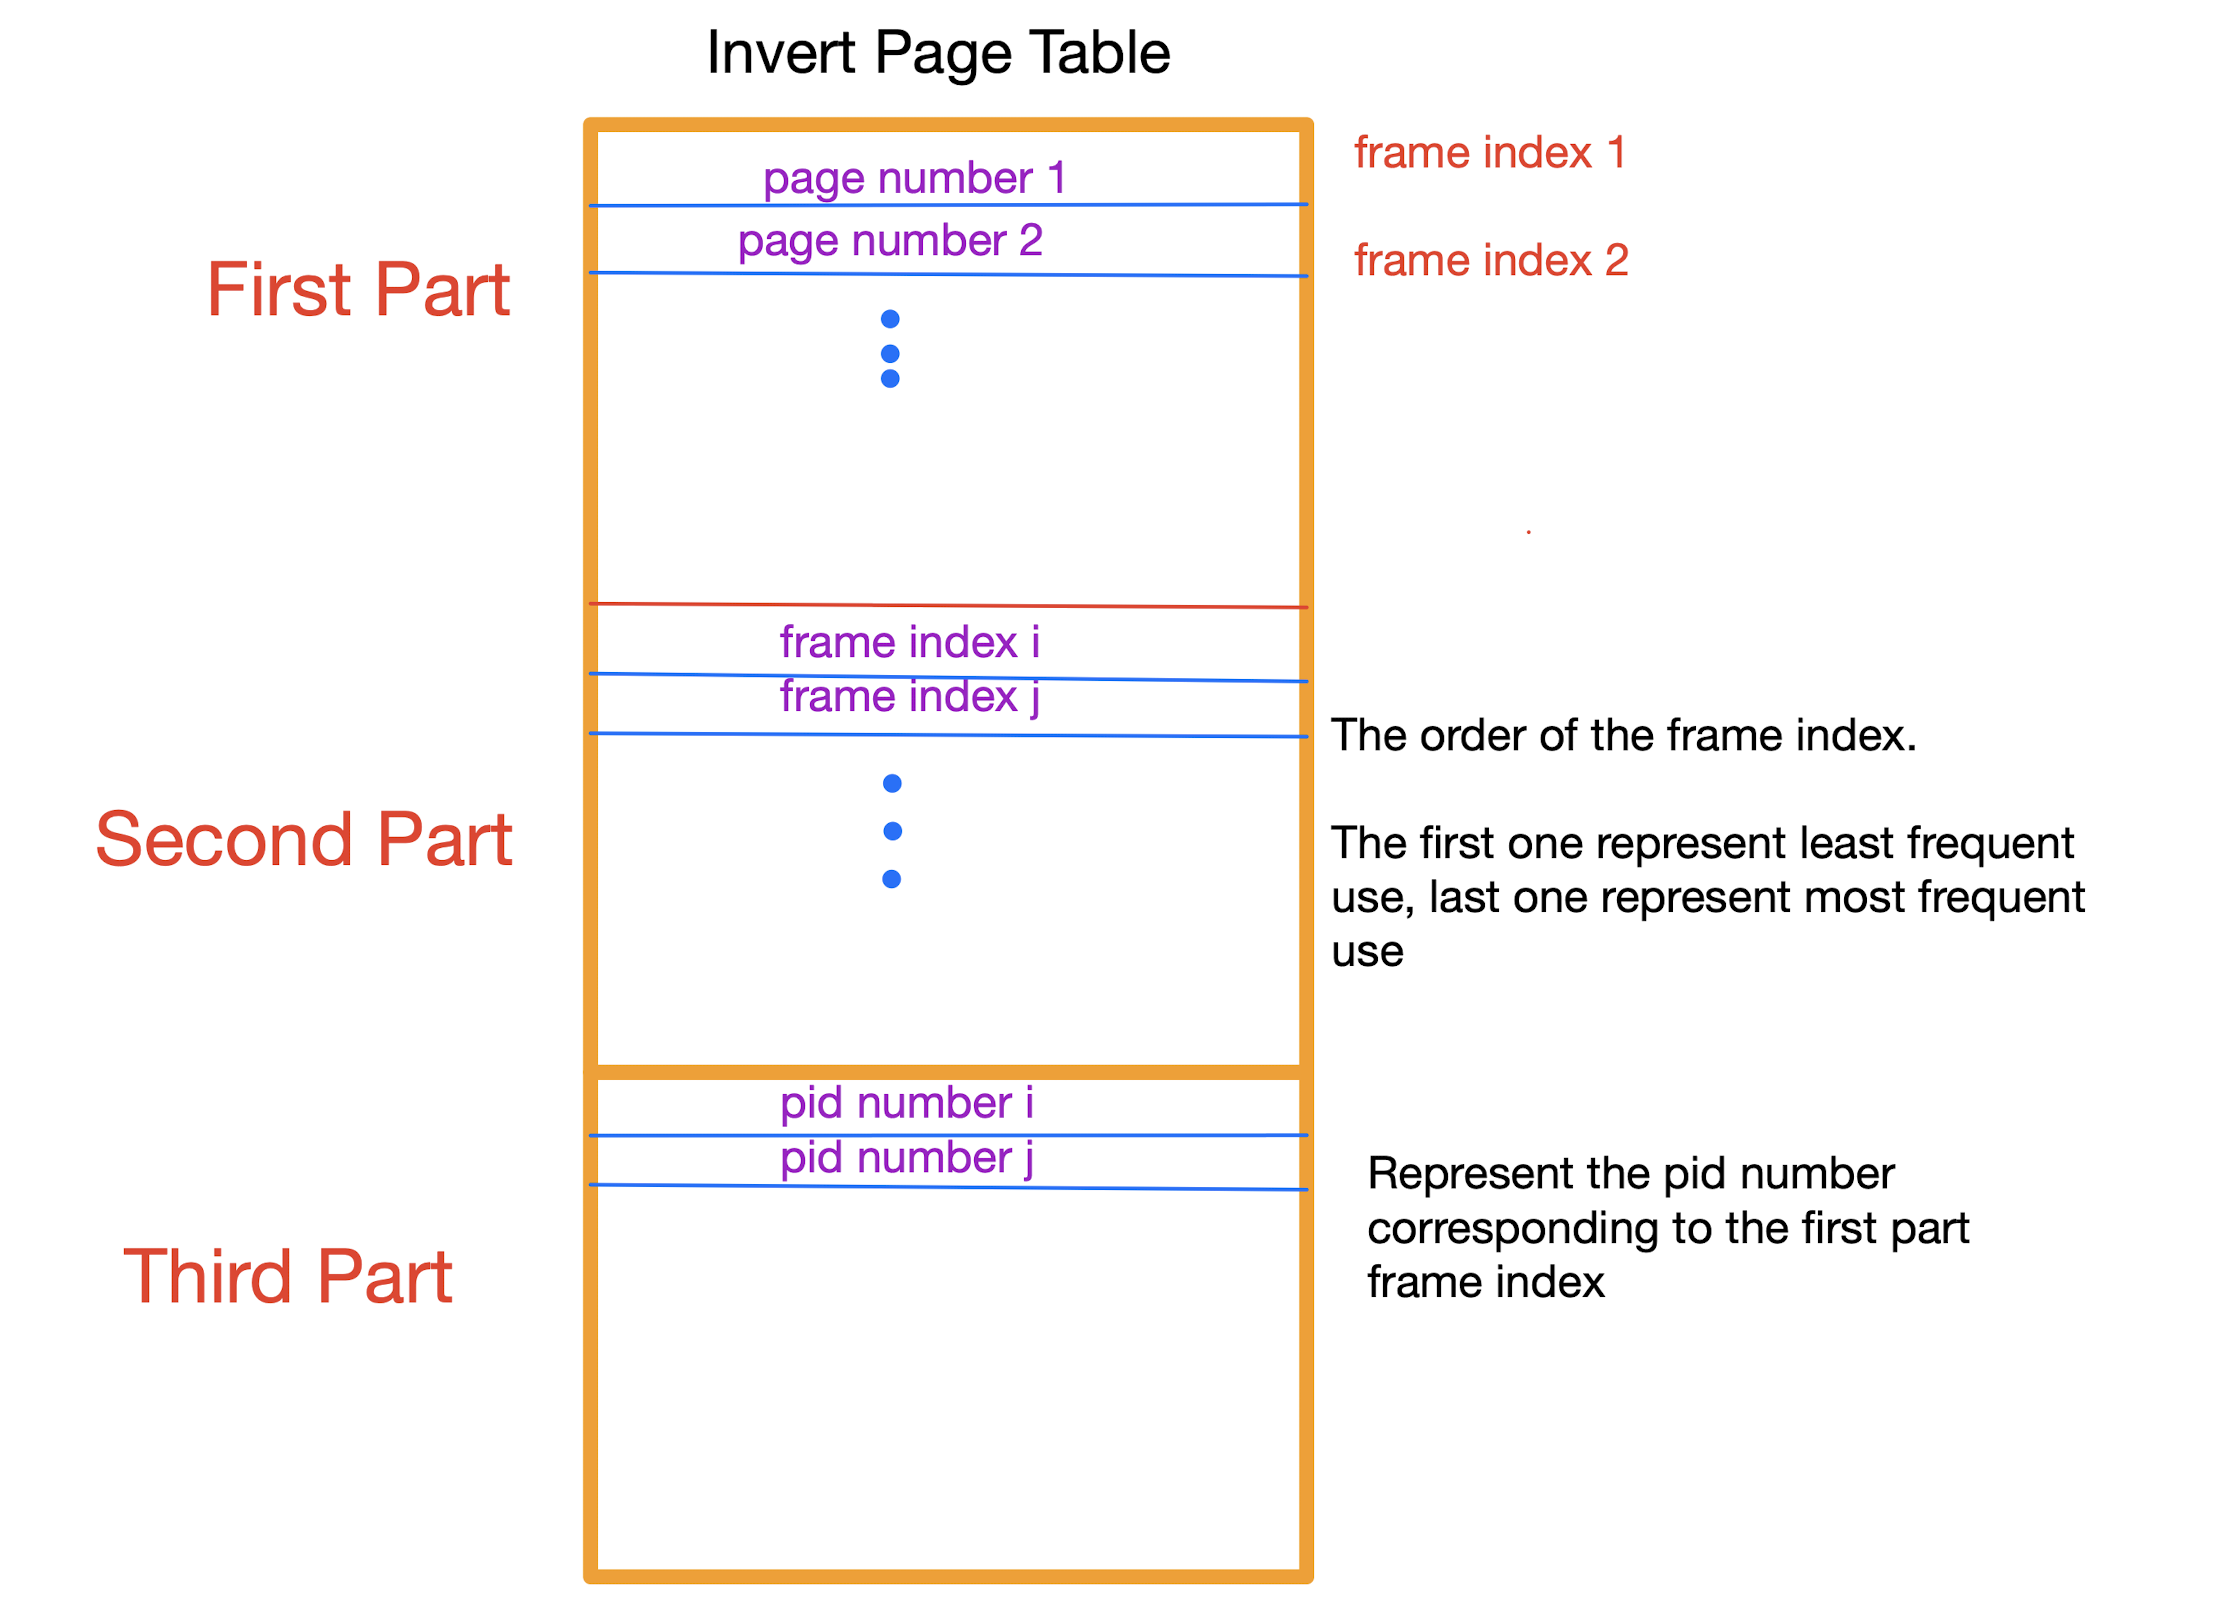 Invert Page Table
page number 1
frame index 1
page number 2
frame index 2
First Part
frame index i
frame index j
The order of the frame index.
Second Part
The first one represent least frequent
use, last one represent most frequent
use
pid number i
pid number j
Third Part
Represent the pid number
corresponding to the first part
frame index